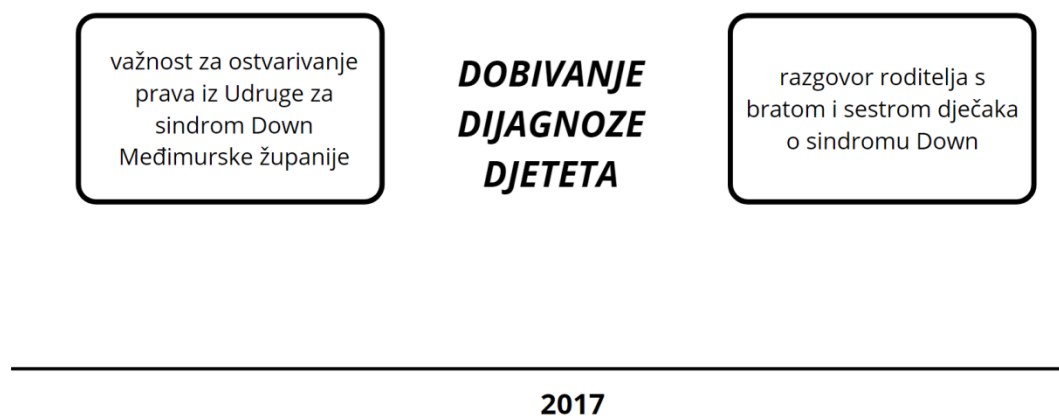 važnost za ostvarivanje
prava iz Udruge za
sindrom Down
Međimurske županije
DOBIVANJE
DIJAGNOZE
DJETETA
razgovor roditelja s
bratom i sestrom dječaka
o sindromu Down
2017